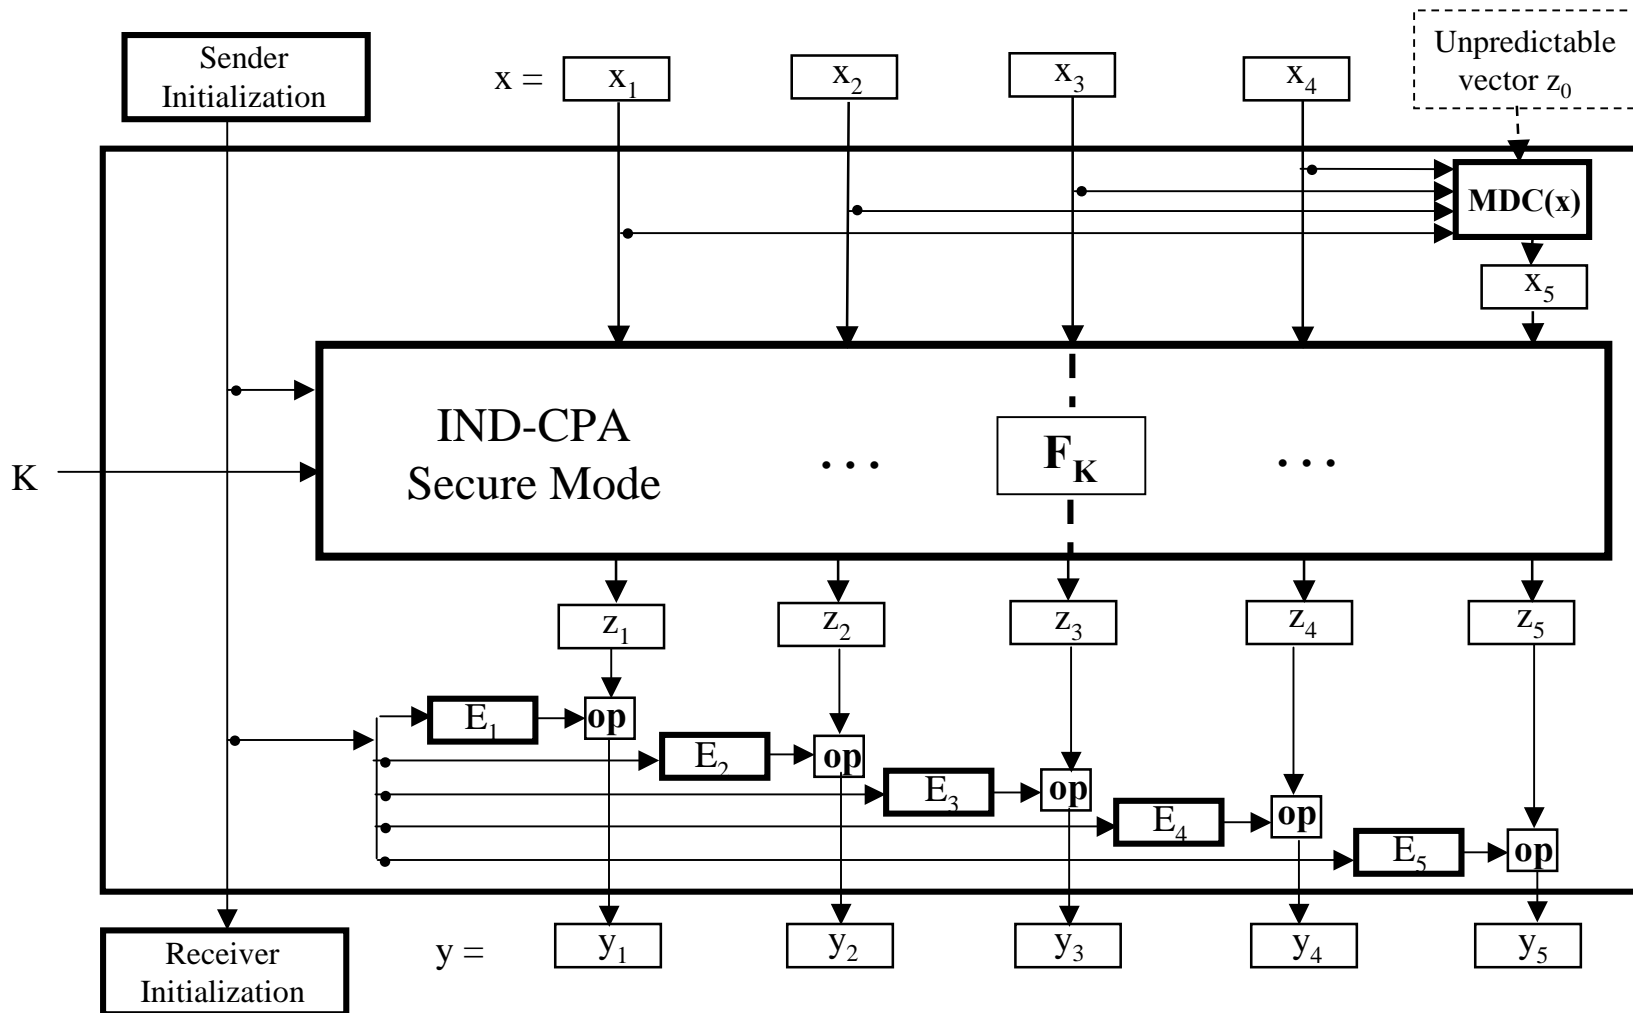 Sender
Initialization
x =
x₁
x₂
x₃
x₄
Unpredictable
vector z₀
MDC(x)
x₅
K
IND-CPA
Secure Mode
...
F_K
...
z₁
z₂
z₃
z₄
z₅
E₁
op
E₂
op
E₃
op
E₄
op
E₅
op
Receiver
Initialization
y =
y₁
y₂
y₃
y₄
y₅